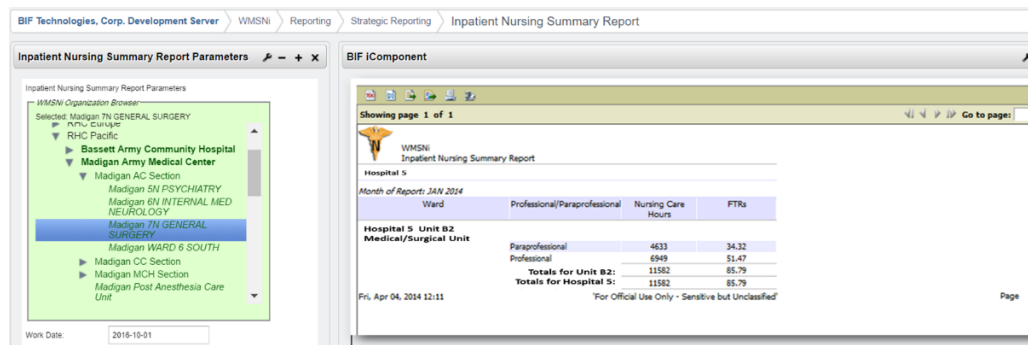 BIF Technologies, Corp. Development Server WMSNi Reporting Strategic Reporting Inpatient Nursing Summary Report
Inpatient Nursing Summary Report Parameters
Inpatient Nursing Summary Report Parameters
WMSNi Organization Browser
Selected: Madigan 7N GENERAL SURGERY
RHC Europe
RHC Pacific
Bassett Army Community Hospital
Madigan Army Medical Center
Madigan AC Section
Madigan 5N PSYCHIATRY
Madigan 6N INTERNAL MED
NEUROLOGY
Madigan 7N GENERAL
SURGERY
Madigan WARD 6 SOUTH
Madigan CC Section
Madigan MCH Section
Madigan Post Anesthesia Care
Unit
Work Date: 2016-10-01
BIF iComponent
Showing page 1 of 1 Go to page:
WMSNi
Inpatient Nursing Summary Report
Hospital 5
Month of Report: JAN 2014
Ward Professional/Paraprofessional Nursing Care FTRs
Hours
Hospital 5 Unit B2
Medical/Surgical Unit
Paraprofessional 4633 34.32
Professional 6949 51.47
Totals for Unit B2: 11582 85.79
Totals for Hospital 5: 11582 85.79
Fri, Apr 04, 2014 12:11 'For Official Use Only - Sensitive but Unclassified' Page